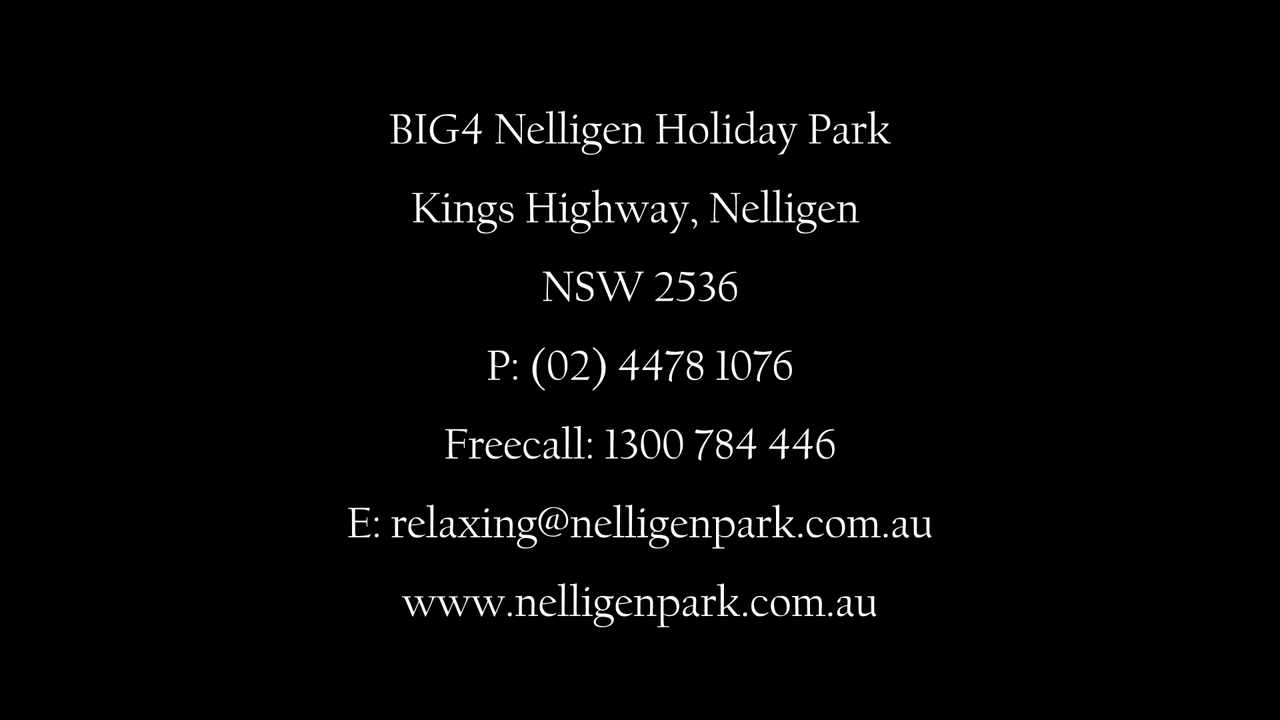 BIG4 Nelligen Holiday Park
Kings Highway, Nelligen
NSW 2536
P: (02) 4478 1076
Freecall: 1300 784 446
E: relaxing@nelligenpark.com.au
www.nelligenpark.com.au